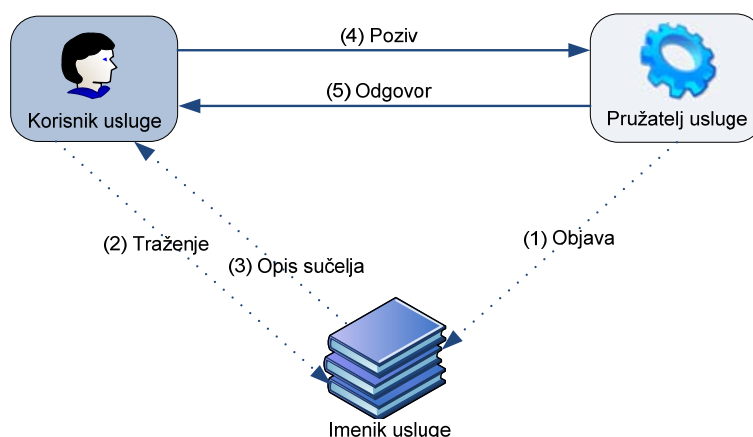 (4) Poziv
(5) Odgovor
Korisnik usluge
Pružatelj usluge
(2) Traženje
(3) Opis sučelja
(1) Objava
Imenik usluge